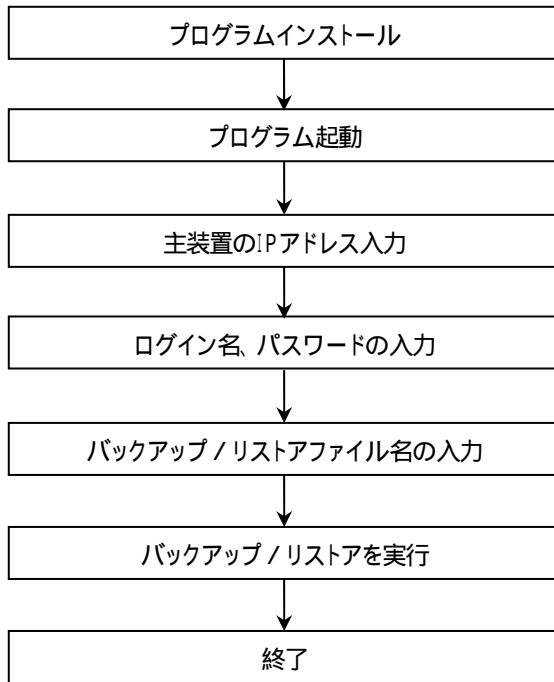 プログラムインストール
プログラム起動
主装置のIPアドレス入力
ログイン名、パスワードの入力
バックアップ / リストアファイル名の入力
バックアップ / リストアを実行
終了